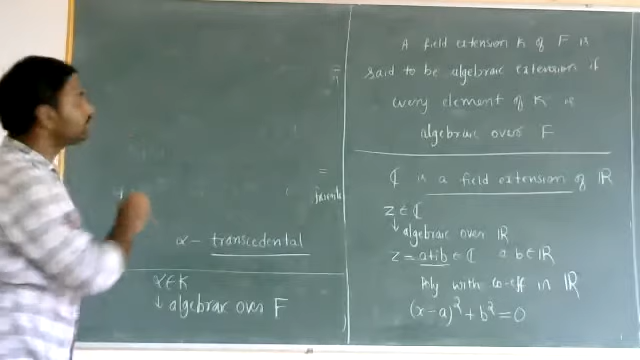 α - transcedental
α ∈ K
↓ algebraic over F
A field extension K of F is
said to be algebraic extension if
every element of K is
algebraic over F
ℂ is a field extension of ℝ
z ∈ ℂ
↓ algebraic over ℝ
z = a+ib ∈ ℂ a b ∈ ℝ
Poly with co-eff in ℝ
(x-a)² + b² = 0